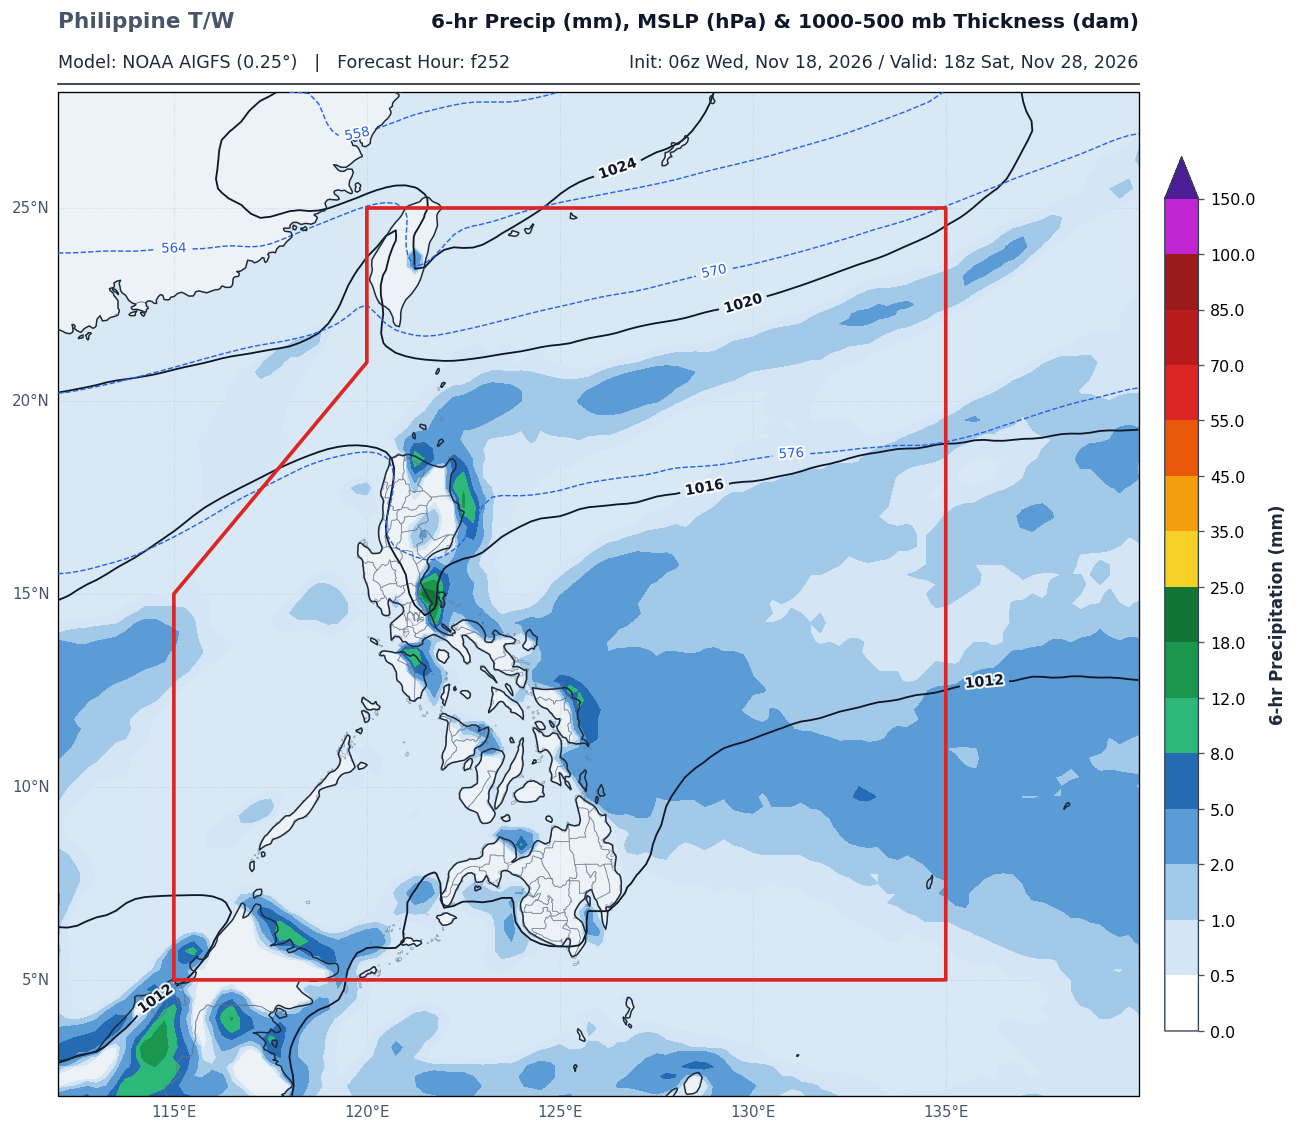 Philippine T/W
6-hr Precip (mm), MSLP (hPa) & 1000-500 mb Thickness (dam)
Model: NOAA AIGFS (0.25°) | Forecast Hour: f252
Init: 06z Wed, Nov 18, 2026 / Valid: 18z Sat, Nov 28, 2026
558
1024
564
570
1020
576
1016
1012
1012
25°N
20°N
15°N
10°N
5°N
115°E
120°E
125°E
130°E
135°E
150.0
100.0
85.0
70.0
55.0
45.0
35.0
25.0
18.0
12.0
8.0
5.0
2.0
1.0
0.5
0.0
6-hr Precipitation (mm)